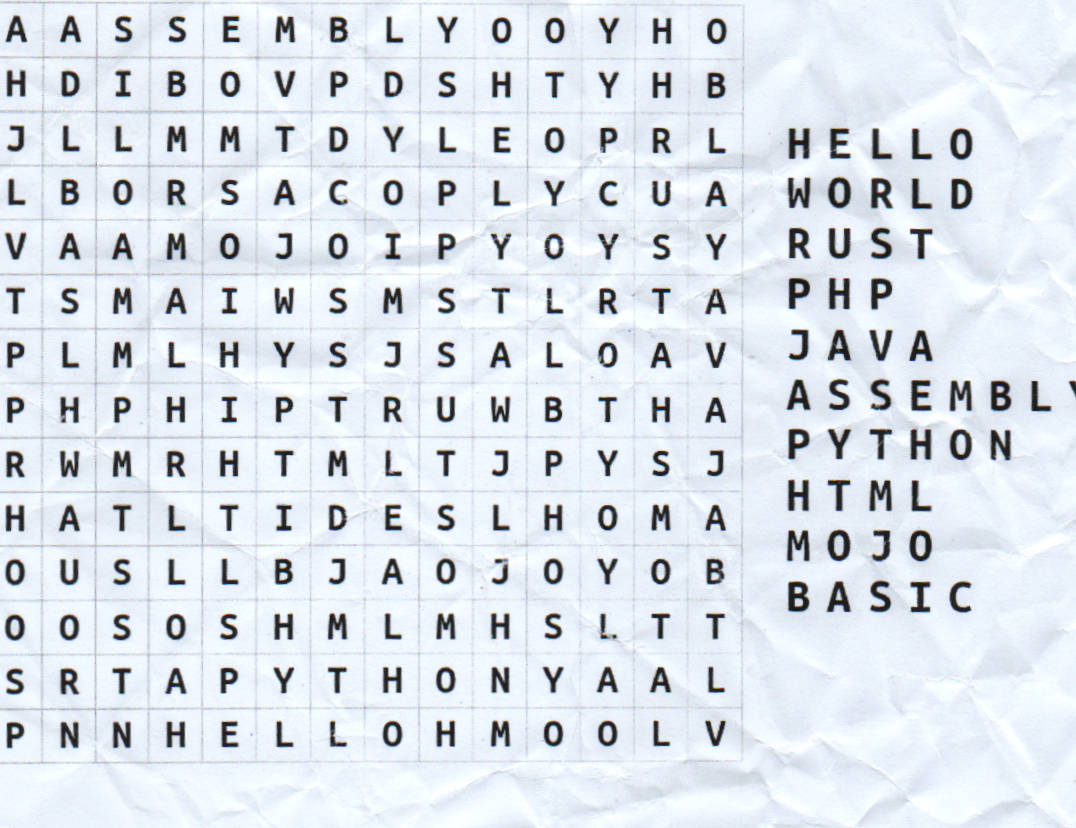 A A S S E M B L Y O O Y H O
H D I B O V P D S H T Y H B
J L L M M T D Y L E O P R L
L B O R S A C O P L Y C U A
V A A M O J O I P Y O Y S Y
T S M A I W S M S T L R T A
P L M L H Y S J S A L O A V
P H P H I P T R U W B T H A
R W M R H T M L T J P Y S J
H A T L T I D E S L H O M A
O U S L L B J A O J O Y O B
O O S O S H M L M H S L T T
S R T A P Y T H O N Y A A L
P N N H E L L O H M O O L V
HELLO
WORLD
RUST
PHP
JAVA
ASSEMBLY
PYTHON
HTML
MOJO
BASIC